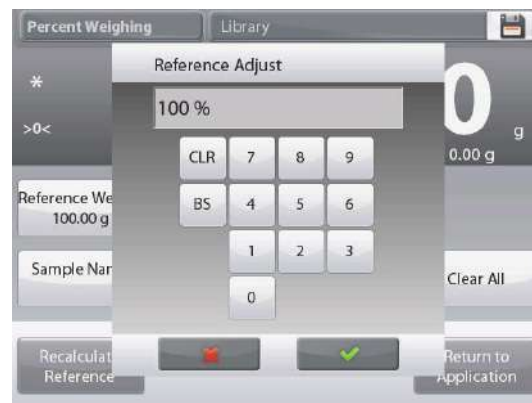 Percent Weighing
Library
Reference Adjust
100 %
*
>0<
0
g
0.00 g
CLR 7 8 9
Reference We
100.00 g
BS 4 5 6
1 2 3
Sample Nar
Clear All
0
Recalculat
Reference
Return to
Application